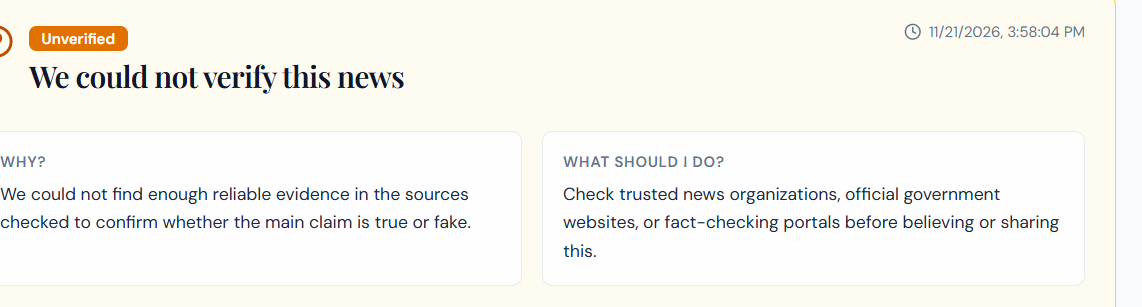 Unverified
11/21/2026, 3:58:04 PM
We could not verify this news
WHY?
We could not find enough reliable evidence in the sources
checked to confirm whether the main claim is true or fake.
WHAT SHOULD I DO?
Check trusted news organizations, official government
websites, or fact-checking portals before believing or sharing
this.